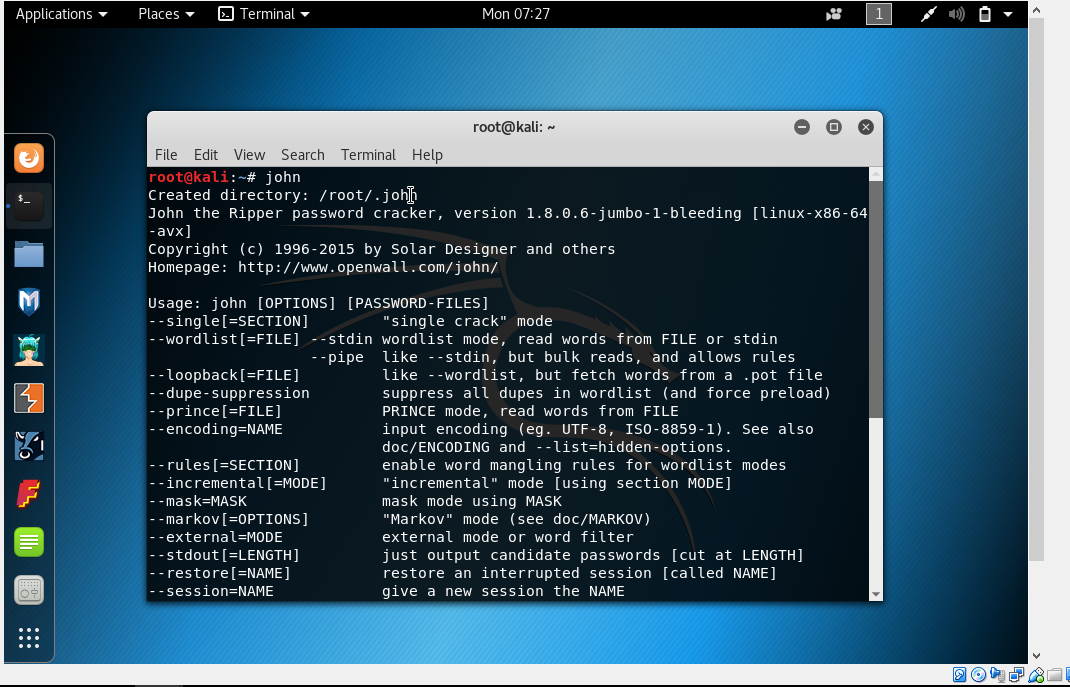 Applications Places Terminal Mon 07:27 1
root@kali: ~
File Edit View Search Terminal Help
root@kali:~# john
Created directory: /root/.john
John the Ripper password cracker, version 1.8.0.6-jumbo-1-bleeding [linux-x86-64
-avx]
Copyright (c) 1996-2015 by Solar Designer and others
Homepage: http://www.openwall.com/john/
Usage: john [OPTIONS] [PASSWORD-FILES]
--single[=SECTION] "single crack" mode
--wordlist[=FILE] --stdin wordlist mode, read words from FILE or stdin
--pipe like --stdin, but bulk reads, and allows rules
--loopback[=FILE] like --wordlist, but fetch words from a .pot file
--dupe-suppression suppress all dupes in wordlist (and force preload)
--prince[=FILE] PRINCE mode, read words from FILE
--encoding=NAME input encoding (eg. UTF-8, ISO-8859-1). See also
doc/ENCODING and --list=hidden-options.
--rules[=SECTION] enable word mangling rules for wordlist modes
--incremental[=MODE] "incremental" mode [using section MODE]
--mask=MASK mask mode using MASK
--markov[=OPTIONS] "Markov" mode (see doc/MARKOV)
--external=MODE external mode or word filter
--stdout[=LENGTH] just output candidate passwords [cut at LENGTH]
--restore[=NAME] restore an interrupted session [called NAME]
--session=NAME give a new session the NAME